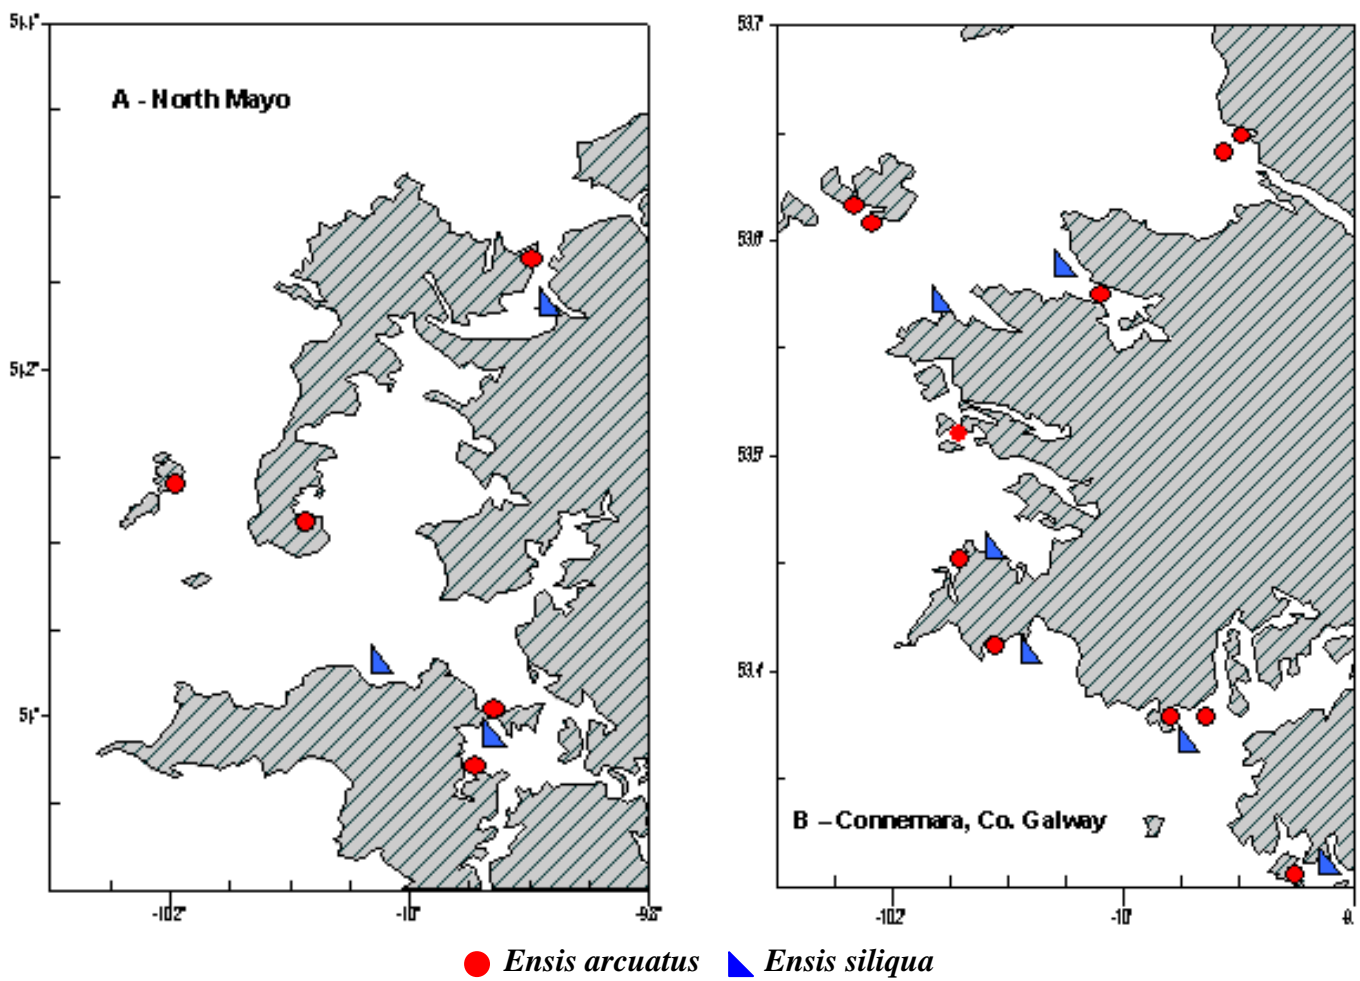 A - North Mayo
-10°
53.7°
53.6°
53.5°
53.4°
B – Connemara, Co. Galway
-10.2
-10°
Ensis arcuatus Ensis siliqua